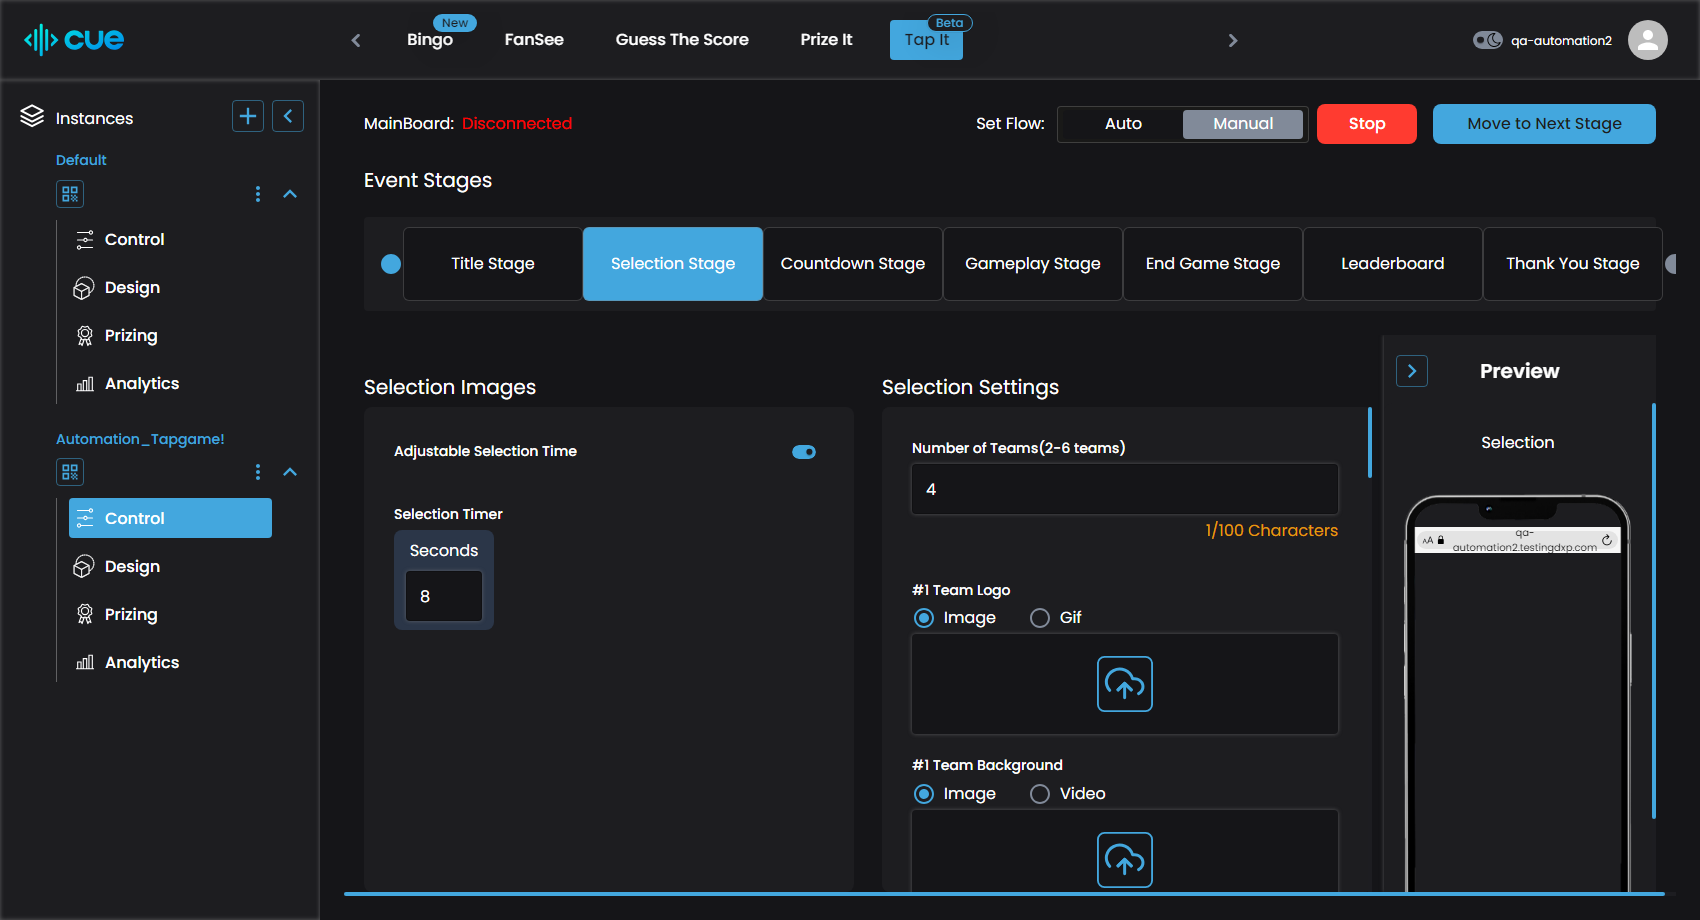 cue
New
Bingo
FanSee
Guess The Score
Prize It
Beta
Tap It
qa-automation2
Instances
Default
Control
Design
Prizing
Analytics
Automation_Tapgame!
Control
Design
Prizing
Analytics
MainBoard: Disconnected
Set Flow:
Auto
Manual
Stop
Move to Next Stage
Event Stages
Title Stage
Selection Stage
Countdown Stage
Gameplay Stage
End Game Stage
Leaderboard
Thank You Stage
Selection Images
Adjustable Selection Time
Selection Timer
Seconds
8
Selection Settings
Number of Teams(2-6 teams)
4
1/100 Characters
#1 Team Logo
Image
Gif
#1 Team Background
Image
Video
Preview
Selection
AA
qa-
automation2.testingdxp.com